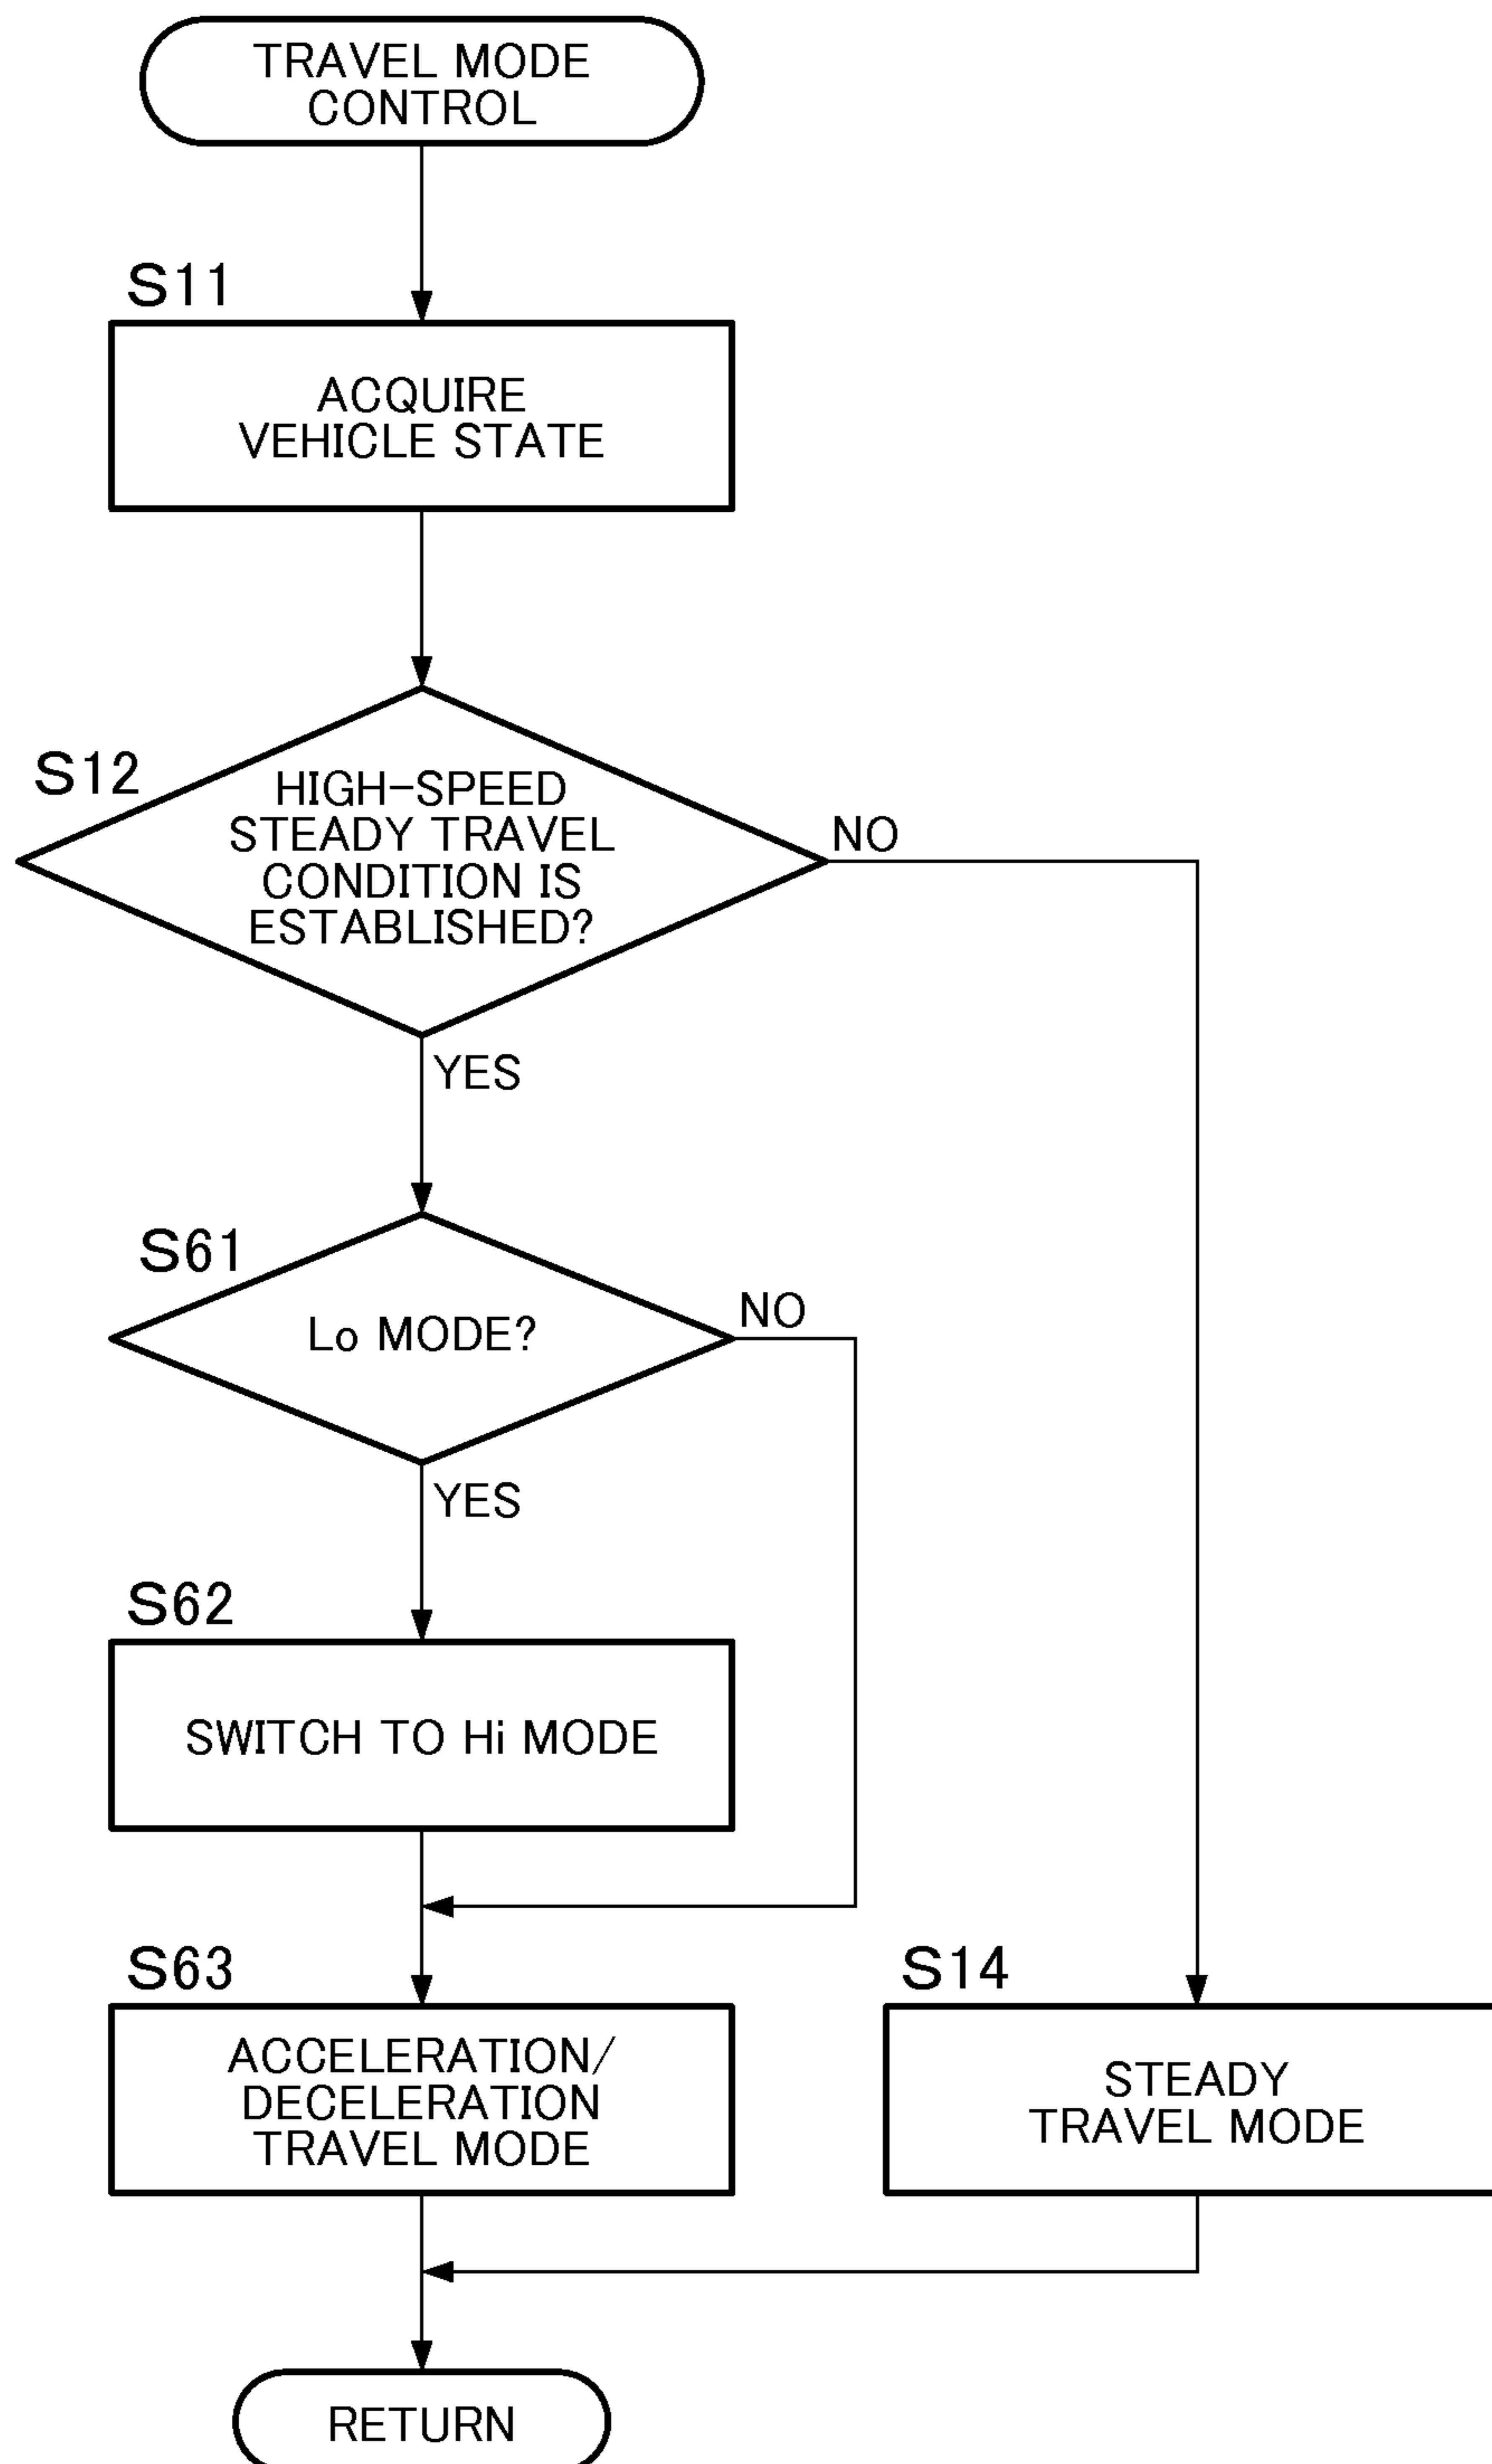 TRAVEL MODE
CONTROL
S11
ACQUIRE
VEHICLE STATE
S12
HIGH-SPEED
STEADY TRAVEL
CONDITION IS
ESTABLISHED?
NO
YES
S61
Lo MODE?
NO
YES
S62
SWITCH TO Hi MODE
S63
ACCELERATION/
DECELERATION
TRAVEL MODE
S14
STEADY
TRAVEL MODE
RETURN